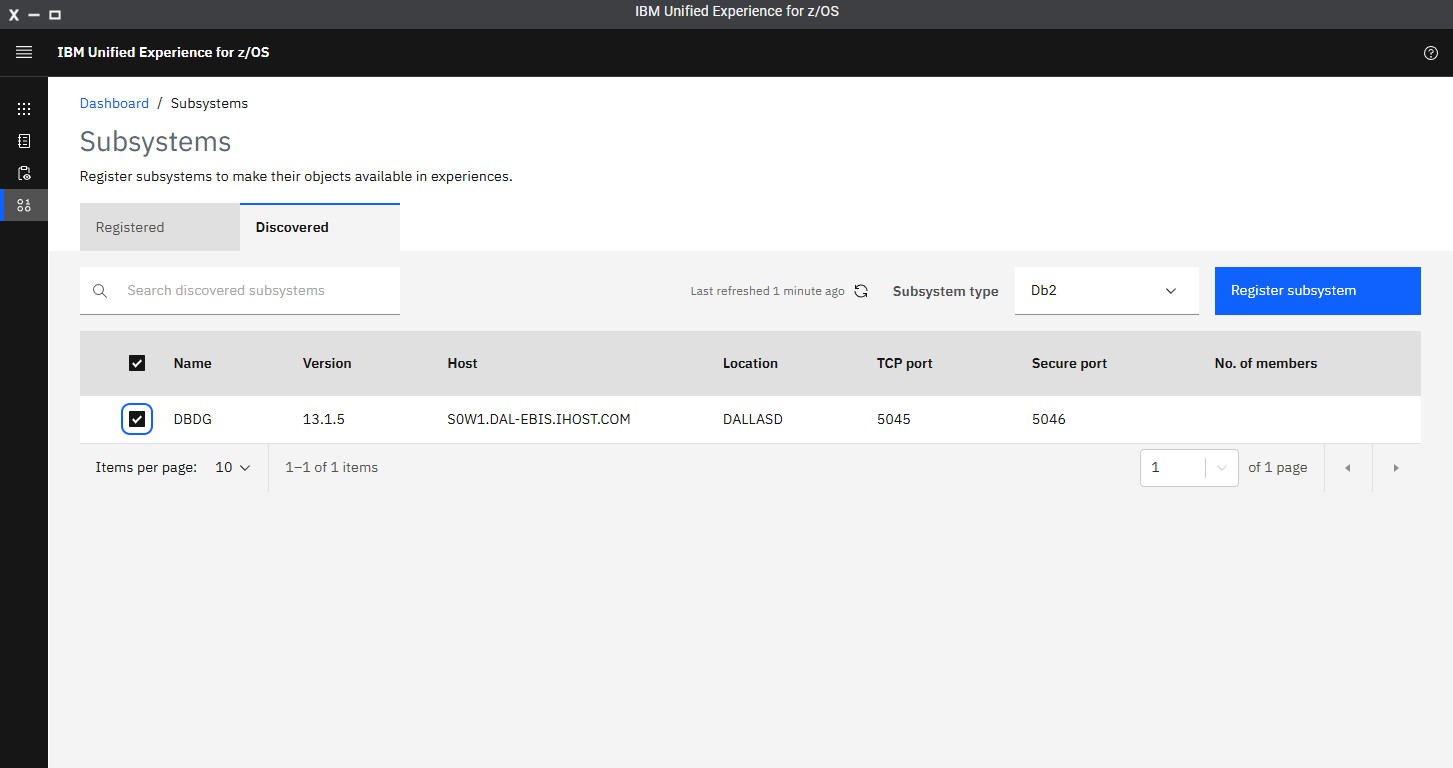 IBM Unified Experience for z/OS
IBM Unified Experience for z/OS
Dashboard / Subsystems
Subsystems
Register subsystems to make their objects available in experiences.
Registered Discovered
Search discovered subsystems Last refreshed 1 minute ago Subsystem type Db2 Register subsystem
Name Version Host Location TCP port Secure port No. of members
DBDG 13.1.5 S0W1.DAL-EBIS.IHOST.COM DALLASD 5045 5046
Items per page: 10 1–1 of 1 items 1 of 1 page